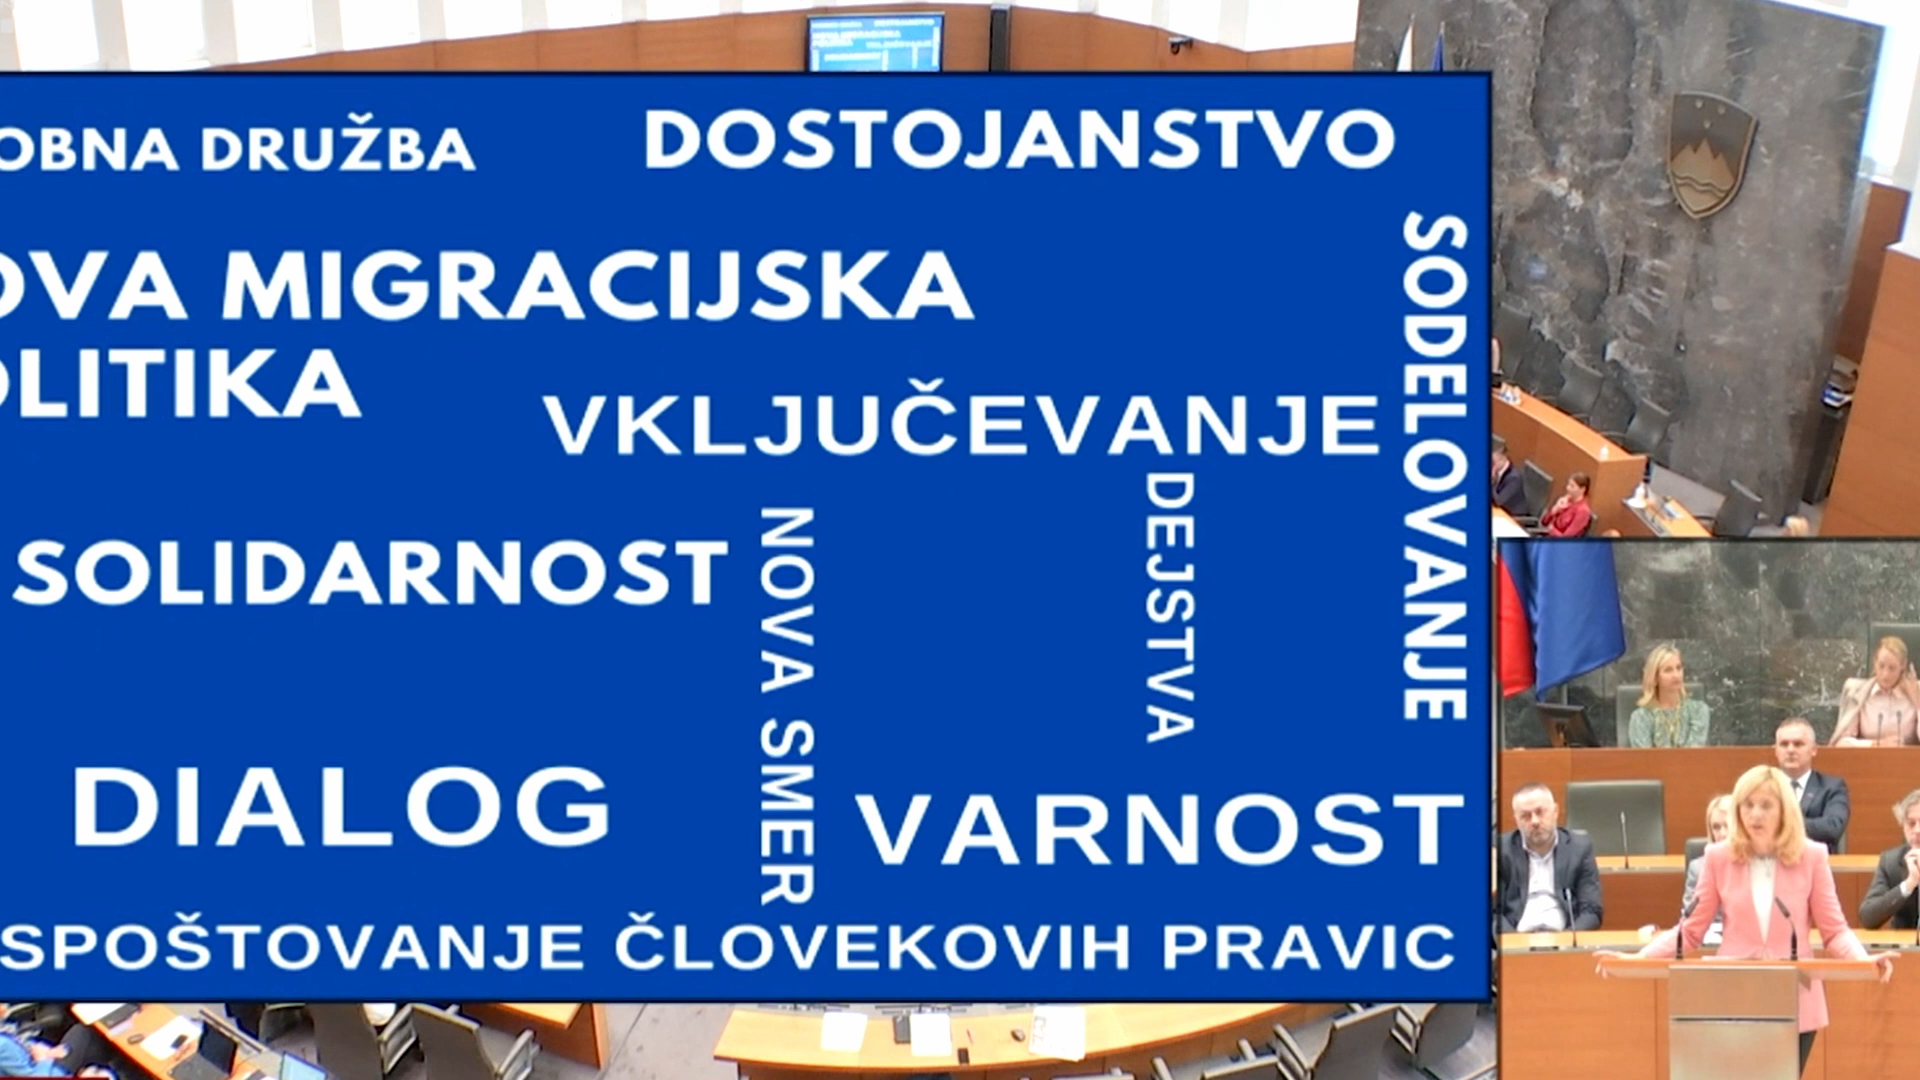 OBNA DRUŽBA
DOSTOJANSTVO
OVA MIGRACIJSKA
OLITIKA
SODELOVANJE
VKLJUČEVANJE
DEJSTVA
NOVA SMER
SOLIDARNOST
DIALOG
VARNOST
SPOŠTOVANJE ČLOVEKOVIH PRAVIC